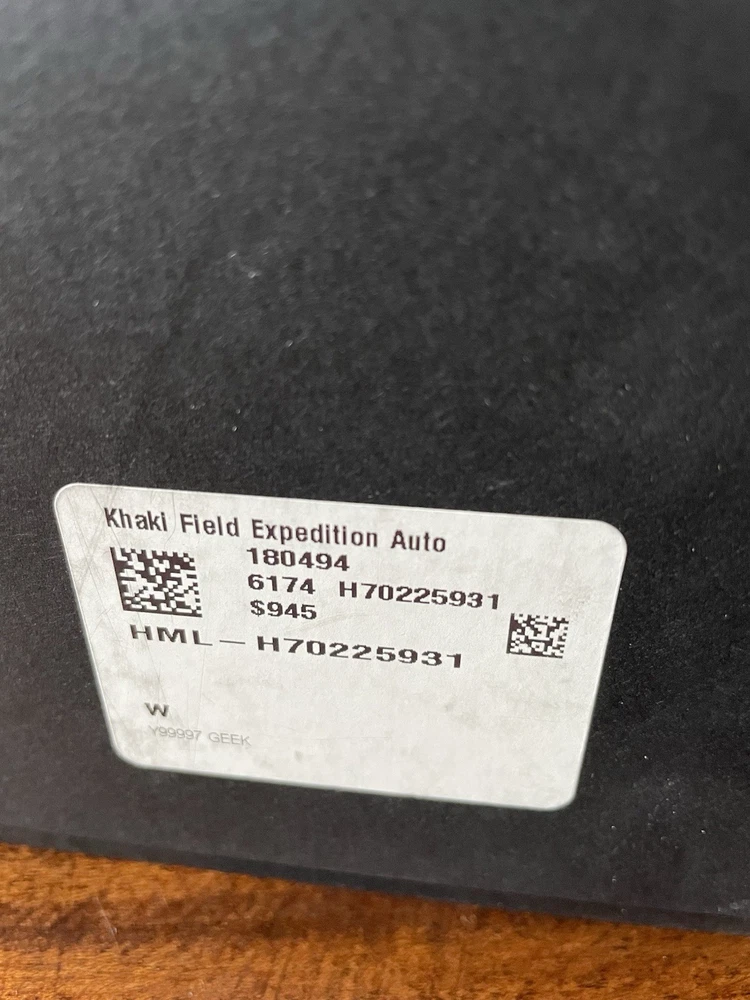 Khaki Field Expedition Auto
180494
6174 H70225931
$945
HML-H70225931
W
Y99997 GEEK